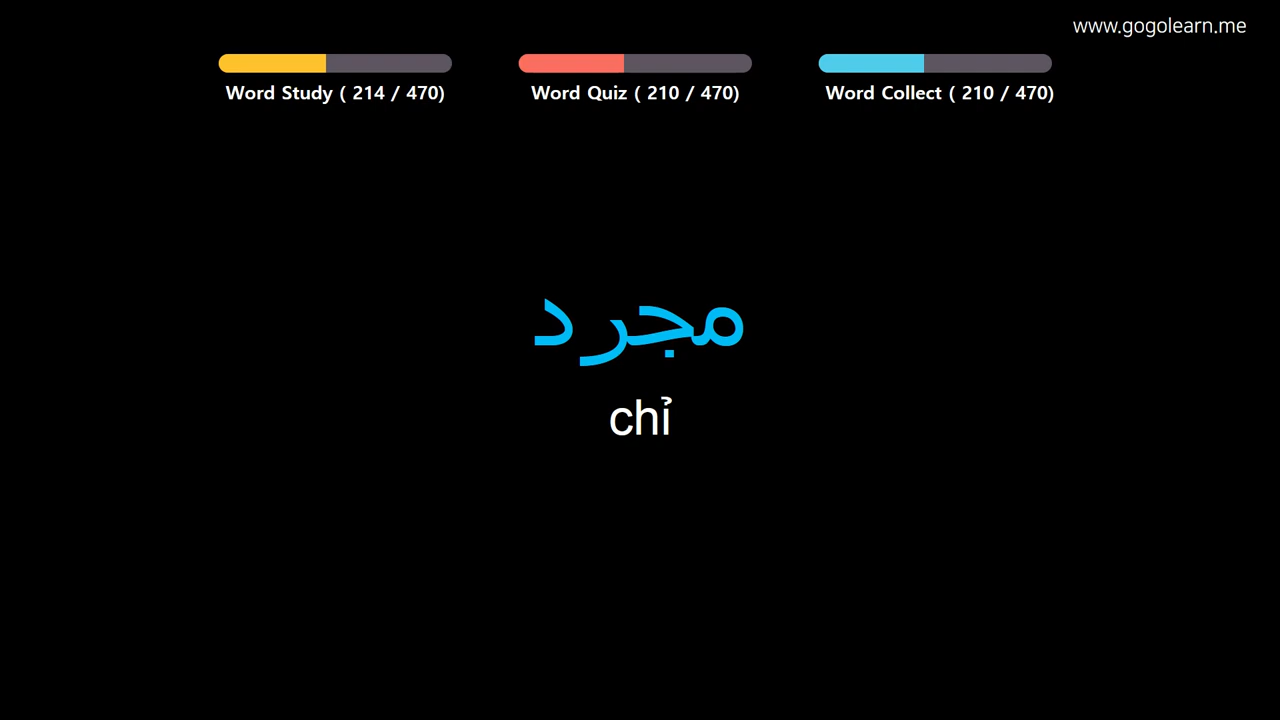 www.gogolearn.me
Word Study ( 214 / 470)
Word Quiz ( 210 / 470)
Word Collect ( 210 / 470)
مجرد
chỉ